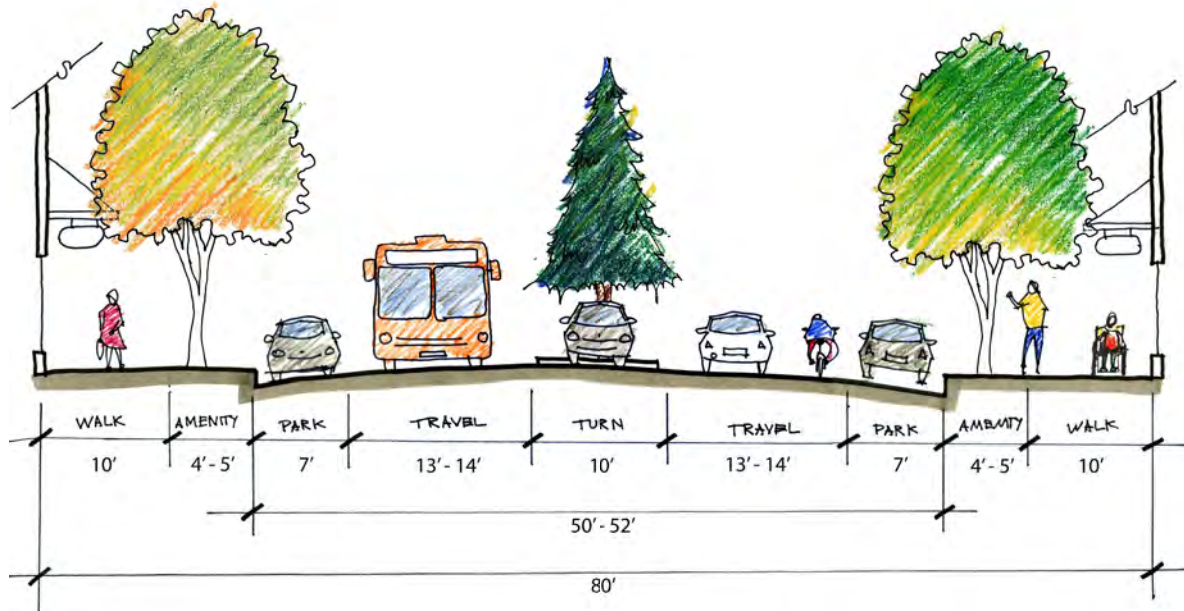 WALK AMENITY PARK TRAVEL TURN TRAVEL PARK AMENITY WALK
10' 4' - 5' 7' 13' - 14' 10' 13' - 14' 7' 4' - 5' 10'
50' - 52'
80'